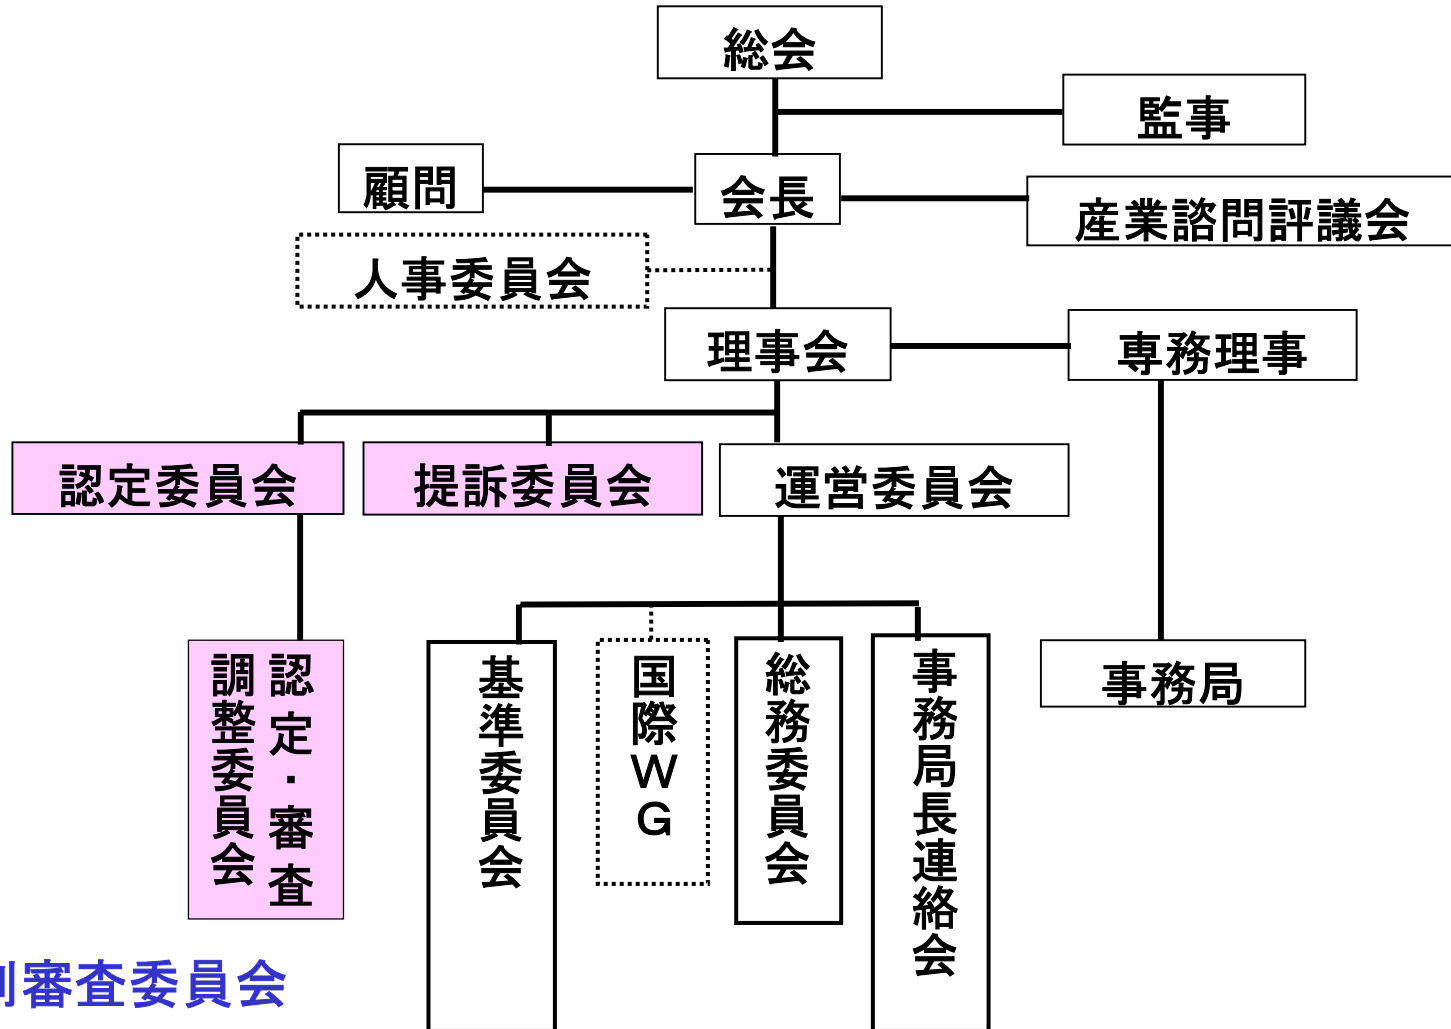 総会
監事
顧問
会長
産業諮問評議会
人事委員会
理事会
専務理事
認定委員会
提訴委員会
運営委員会
認定・審査
調整委員会
基準委員会
国際WG
総務委員会
事務局長連絡会
事務局
審査委員会